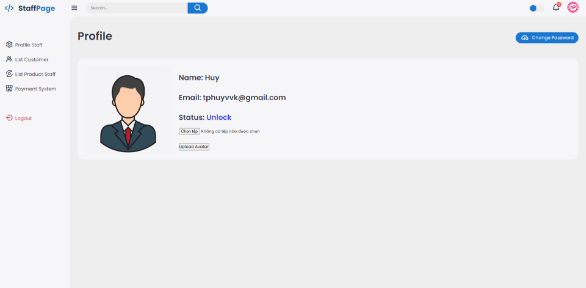 </> StaffPage
Search...
Profile
Change Password
Profile Staff
List Customer
List Product Staff
Payment System
Logout
Name: Huy
Email: tphuyvvk@gmail.com
Status: Unlock
Chọn tệp Không có tệp nào được chọn
Upload Avatar